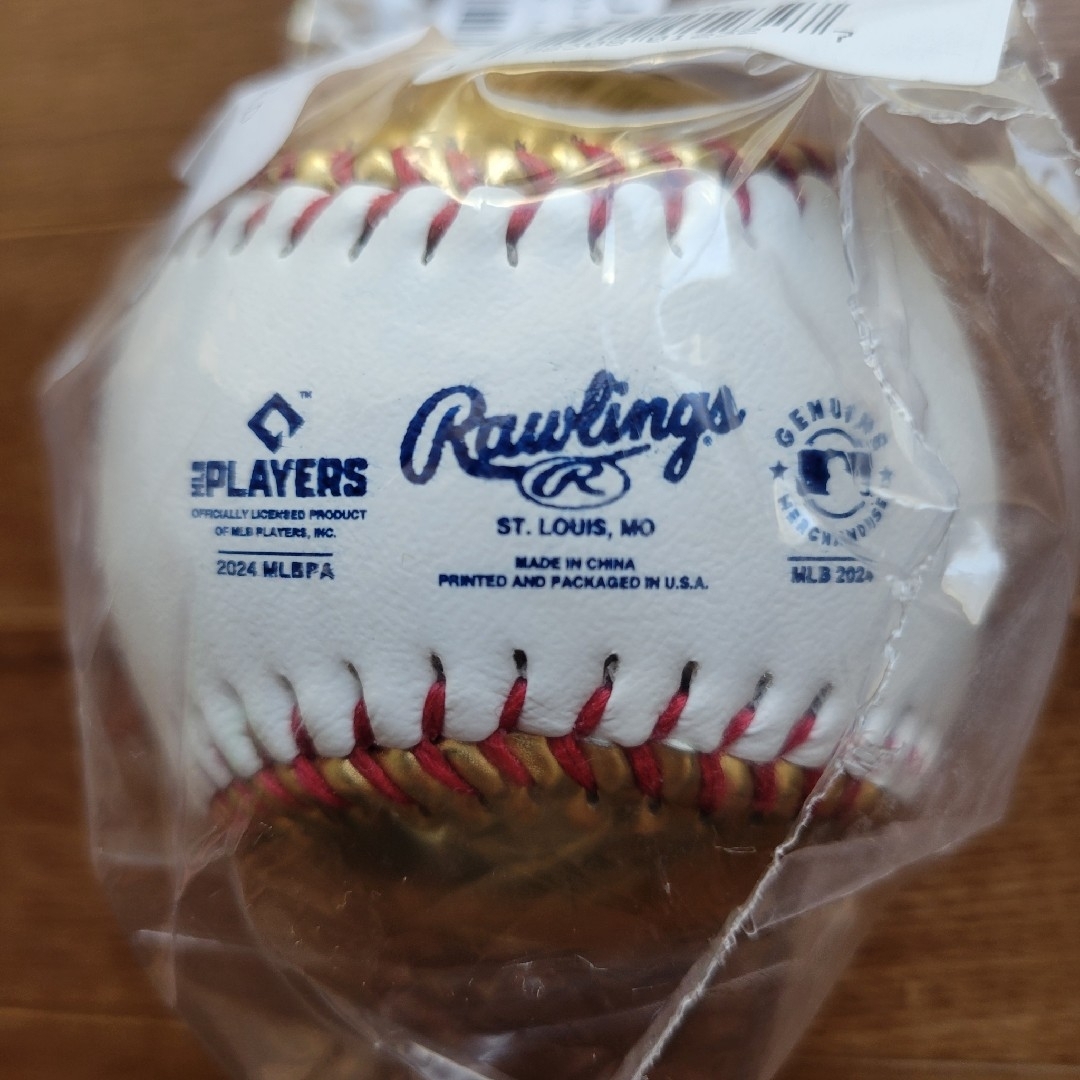 ™
MLB PLAYERS
OFFICIALLY LICENSED PRODUCT
OF MLB PLAYERS, INC.
2024 MLBPA
Rawlings®
R
ST. LOUIS, MO
MADE IN CHINA
PRINTED AND PACKAGED IN U.S.A.
GENUINE
MERCHANDISE
MLB 2024